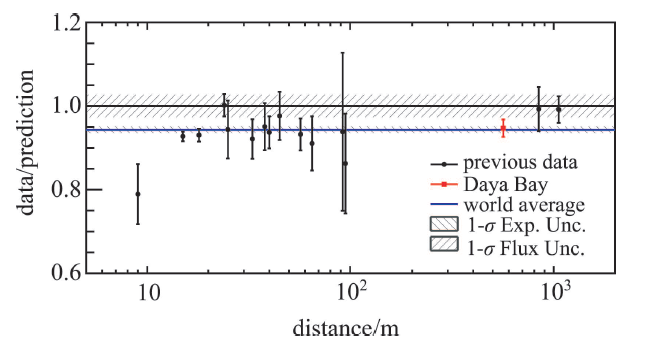 1.2
1.0
0.8
0.6
data/prediction
previous data
Daya Bay
world average
1-σ Exp. Unc.
1-σ Flux Unc.
10 10² 10³
distance/m